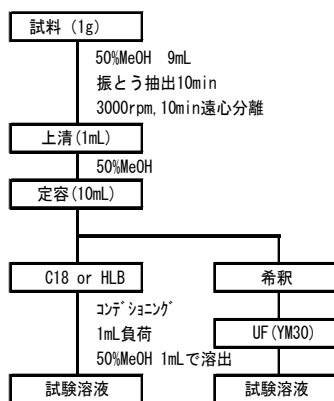 試料 (1g)
50%MeOH 9mL
振とう抽出10min
3000rpm,10min遠心分離
上清(1mL)
50%MeOH
定容(10mL)
C18 or HLB
希釈
ｺﾝﾃﾞｼｮﾆﾝｸﾞ
1mL負荷
UF(YM30)
50%MeOH 1mLで溶出
試験溶液
試験溶液